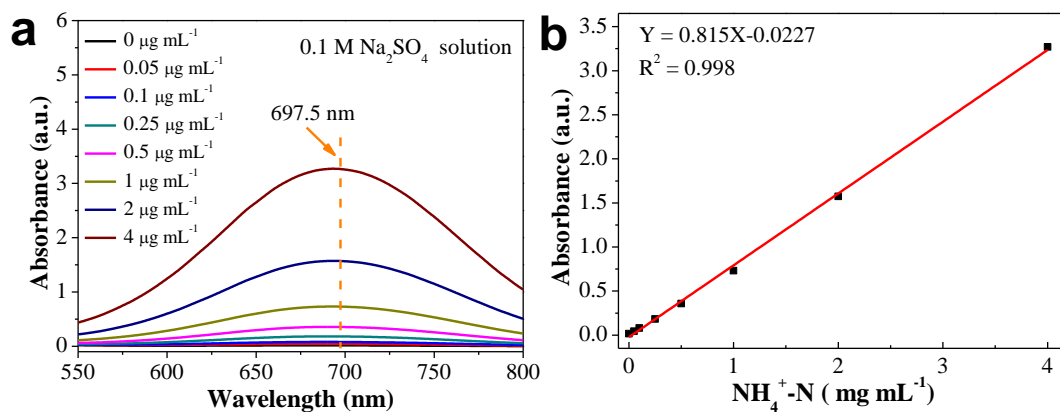 a
0.1 M Na₂SO₄ solution
0 μg mL⁻¹
0.05 μg mL⁻¹
0.1 μg mL⁻¹
0.25 μg mL⁻¹
0.5 μg mL⁻¹
1 μg mL⁻¹
2 μg mL⁻¹
4 μg mL⁻¹
697.5 nm
Absorbance (a.u.)
6
5
4
3
2
1
0
550 600 650 700 750 800
Wavelength (nm)
b
Y = 0.815X-0.0227
R² = 0.998
Absorbance (a.u.)
3.5
3.0
2.5
2.0
1.5
1.0
0.5
0.0
0 1 2 3 4
NH₄⁺-N ( mg mL⁻¹)